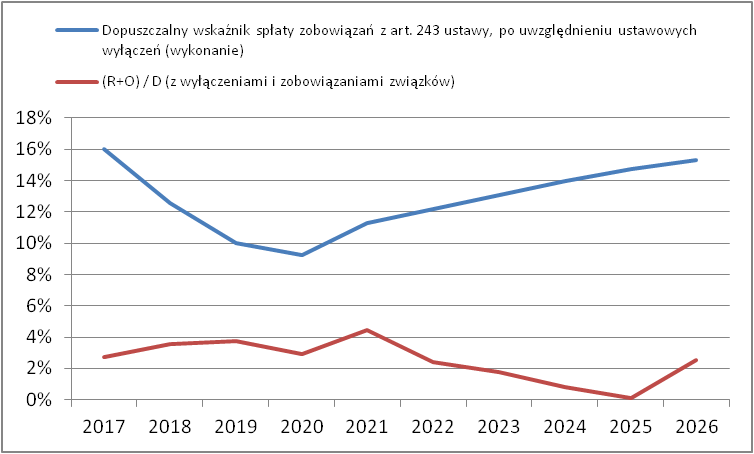 Dopuszczalny wskaźnik spłaty zobowiązań z art. 243 ustawy, po uwzględnieniu ustawowych
wyłączeń (wykonanie)
(R+O) / D (z wyłączeniami i zobowiązaniami związków)
18%
16%
14%
12%
10%
8%
6%
4%
2%
0%
2017 2018 2019 2020 2021 2022 2023 2024 2025 2026